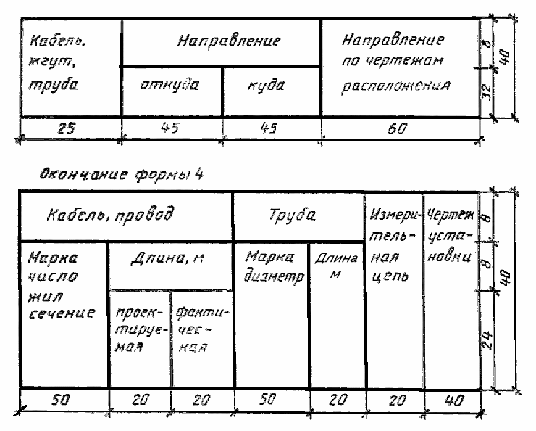 Кабель, Направление Направление
жгут, по чертежам
труба откуда куда расположения
8
32
40
25 45 45 60
Окончание формы 4
Кабель, провод Труба Измери- Чертеж
тель- уста-
ная новки
цепь
Марка Длина, м Марка Длина
число диаметр м
жил
сечение
проек- факти-
тируе- чес-
мая кая
8
8
24
40
50 20 20 50 20 20 40